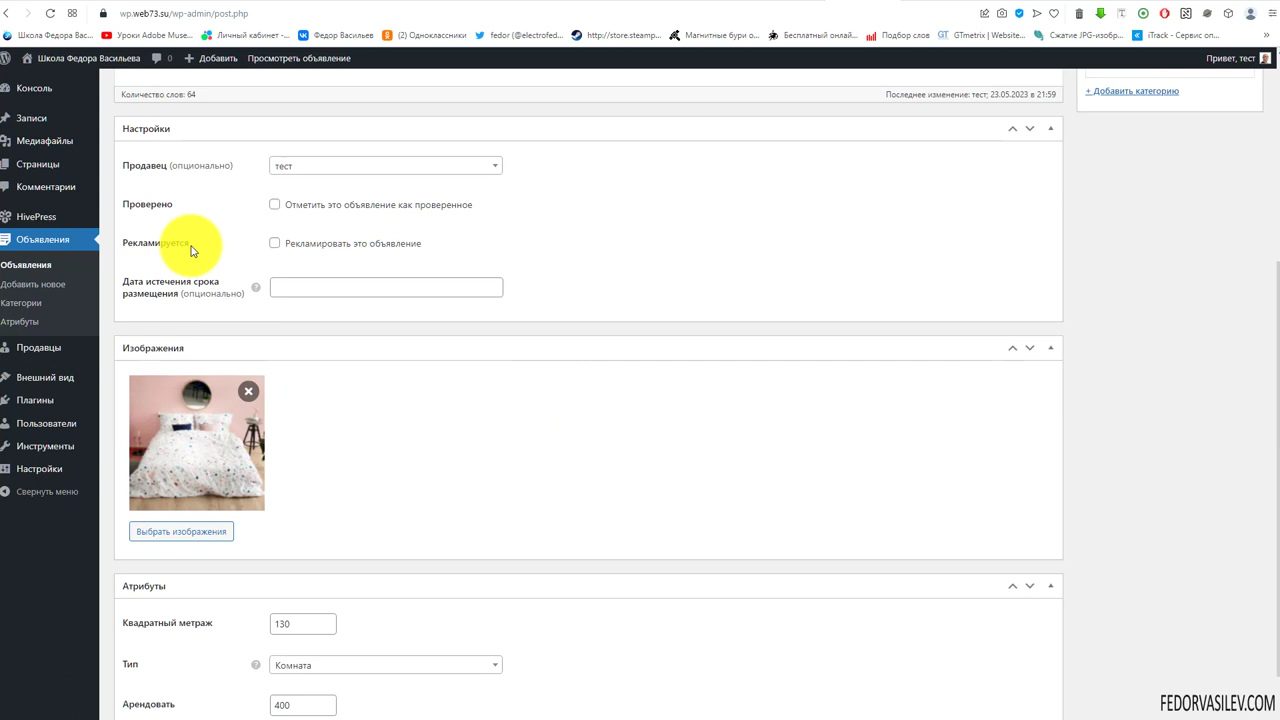 wp.web73.su/wp-admin/post.php
Школа Федора Вас... Уроки Adobe Muse... Личный кабинет -... Федор Васильев (2) Одноклассники fedor (@electrofed... http://store.steamp... Магнитные бури о... Бесплатный онлай... Подбор слов GTmetrix | Website... Сжатие JPG-изобр... iTrack - Сервис оп... »
Школа Федора Васильева 0 Добавить Просмотреть объявление Привет, тест
Консоль
Записи
Медиафайлы
Страницы
Комментарии
HivePress
Объявления
Объявления
Добавить новое
Категории
Атрибуты
Продавцы
Внешний вид
Плагины
Пользователи
Инструменты
Настройки
Свернуть меню
Количество слов: 64 Последнее изменение: тест; 23.05.2023 в 21:59
+ Добавить категорию
Настройки
Продавец (опционально) тест
Проверено Отметить это объявление как проверенное
Рекламируется Рекламировать это объявление
Дата истечения срока
размещения (опционально) ?
Изображения
Выбрать изображения
Атрибуты
Квадратный метраж 130
Тип ? Комната
Арендовать 400
FEDORVASILEV.COM